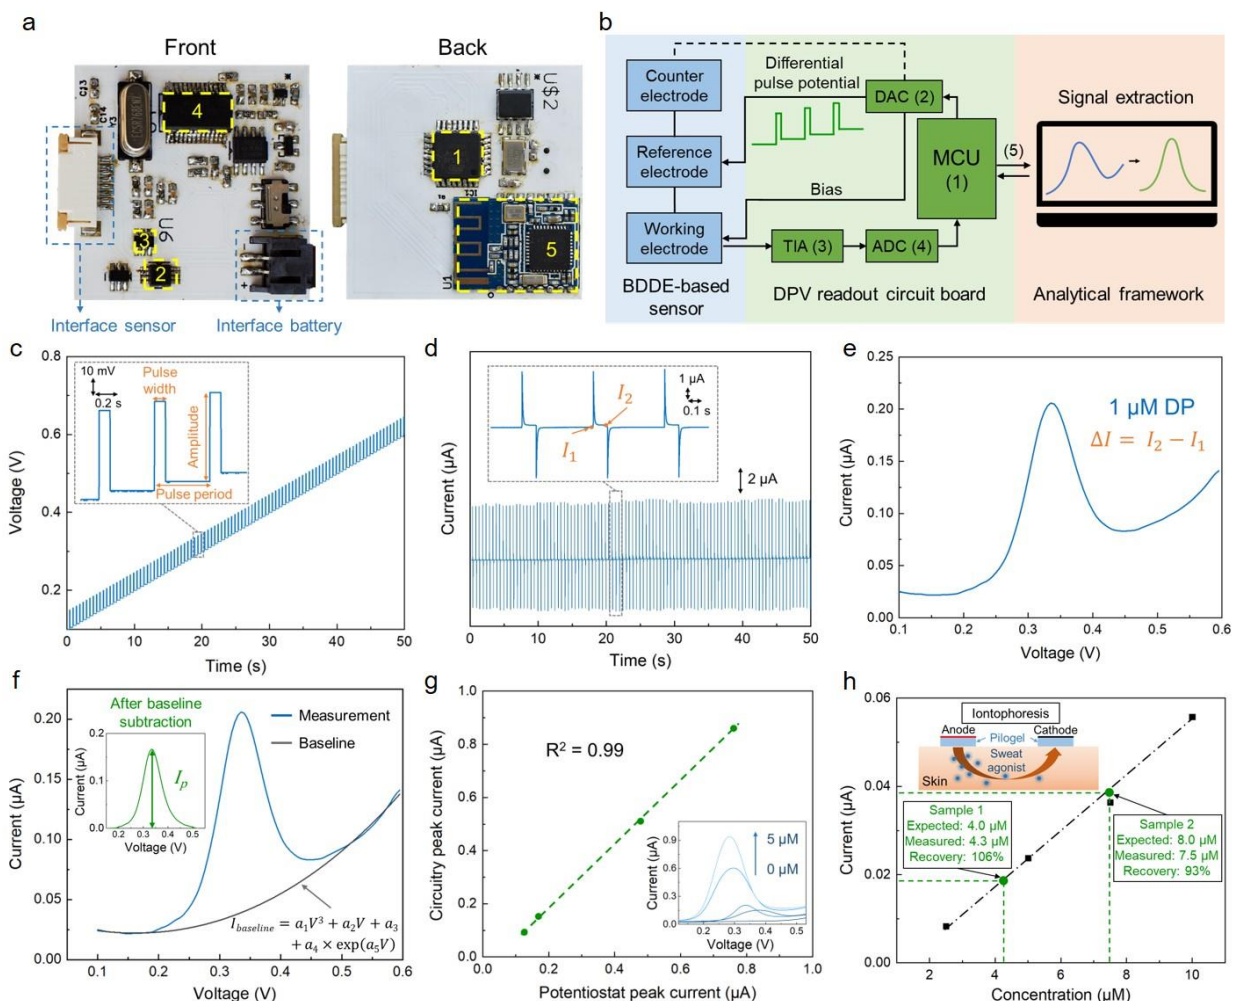 a
Front
Back
C13
C14
Y3
4
U6
3
2
+
Interface sensor
Interface battery
U$2
1
IC1
5
U1
b
Counter
electrode
Reference
electrode
Working
electrode
BDDE-based
sensor
Differential
pulse potential
DAC (2)
MCU
(1)
Bias
TIA (3)
ADC (4)
DPV readout circuit board
(5)
Signal extraction
Analytical framework
c
Voltage (V)
0.8
0.6
0.4
0.2
10 mV
0.2 s
Pulse
width
Amplitude
Pulse period
0
10
20
30
40
50
Time (s)
d
Current (µA)
I2
I1
1 µA
0.1 s
2 µA
0
10
20
30
40
50
Time (s)
e
Current (µA)
0.25
0.20
0.15
0.10
0.05
0.00
1 µM DP
ΔI = I2 − I1
0.1
0.2
0.3
0.4
0.5
0.6
Voltage (V)
f
Current (µA)
0.20
0.15
0.10
0.05
0.00
After baseline
subtraction
Current (µA)
0.2
0.1
0.0
Ip
0.2
0.3
0.4
0.5
Voltage (V)
Measurement
Baseline
Ibaseline = a1V3 + a2V + a3
+ a4 × exp(a5V)
0.1
0.2
0.3
0.4
0.5
0.6
Voltage (V)
g
Circuitry peak current (µA)
1.0
0.8
0.6
0.4
0.2
0.0
R2 = 0.99
Current (µA)
0.9
0.6
0.3
0.0
5 µM
0 µM
0.2
0.3
0.4
0.5
Voltage (V)
0.0
0.2
0.4
0.6
0.8
1.0
Potentiostat peak current (µA)
h
Current (µA)
0.06
0.04
0.02
0.00
Iontophoresis
Anode
Cathode
Pilogel
Sweat
agonist
Skin
Sample 1
Expected: 4.0 µM
Measured: 4.3 µM
Recovery: 106%
Sample 2
Expected: 8.0 µM
Measured: 7.5 µM
Recovery: 93%
2
4
6
8
10
Concentration (µM)